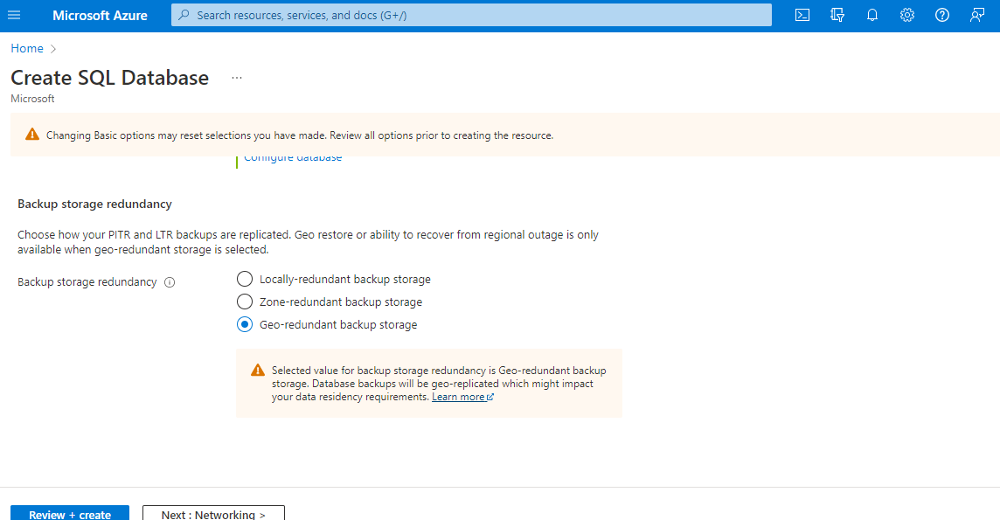 Microsoft Azure
Search resources, services, and docs (G+/)
Home >
Create SQL Database ...
Microsoft
Changing Basic options may reset selections you have made. Review all options prior to creating the resource.
Configure database
Backup storage redundancy
Choose how your PITR and LTR backups are replicated. Geo restore or ability to recover from regional outage is only
available when geo-redundant storage is selected.
Backup storage redundancy
Locally-redundant backup storage
Zone-redundant backup storage
Geo-redundant backup storage
Selected value for backup storage redundancy is Geo-redundant backup
storage. Database backups will be geo-replicated which might impact
your data residency requirements. Learn more
Review + create
Next : Networking >